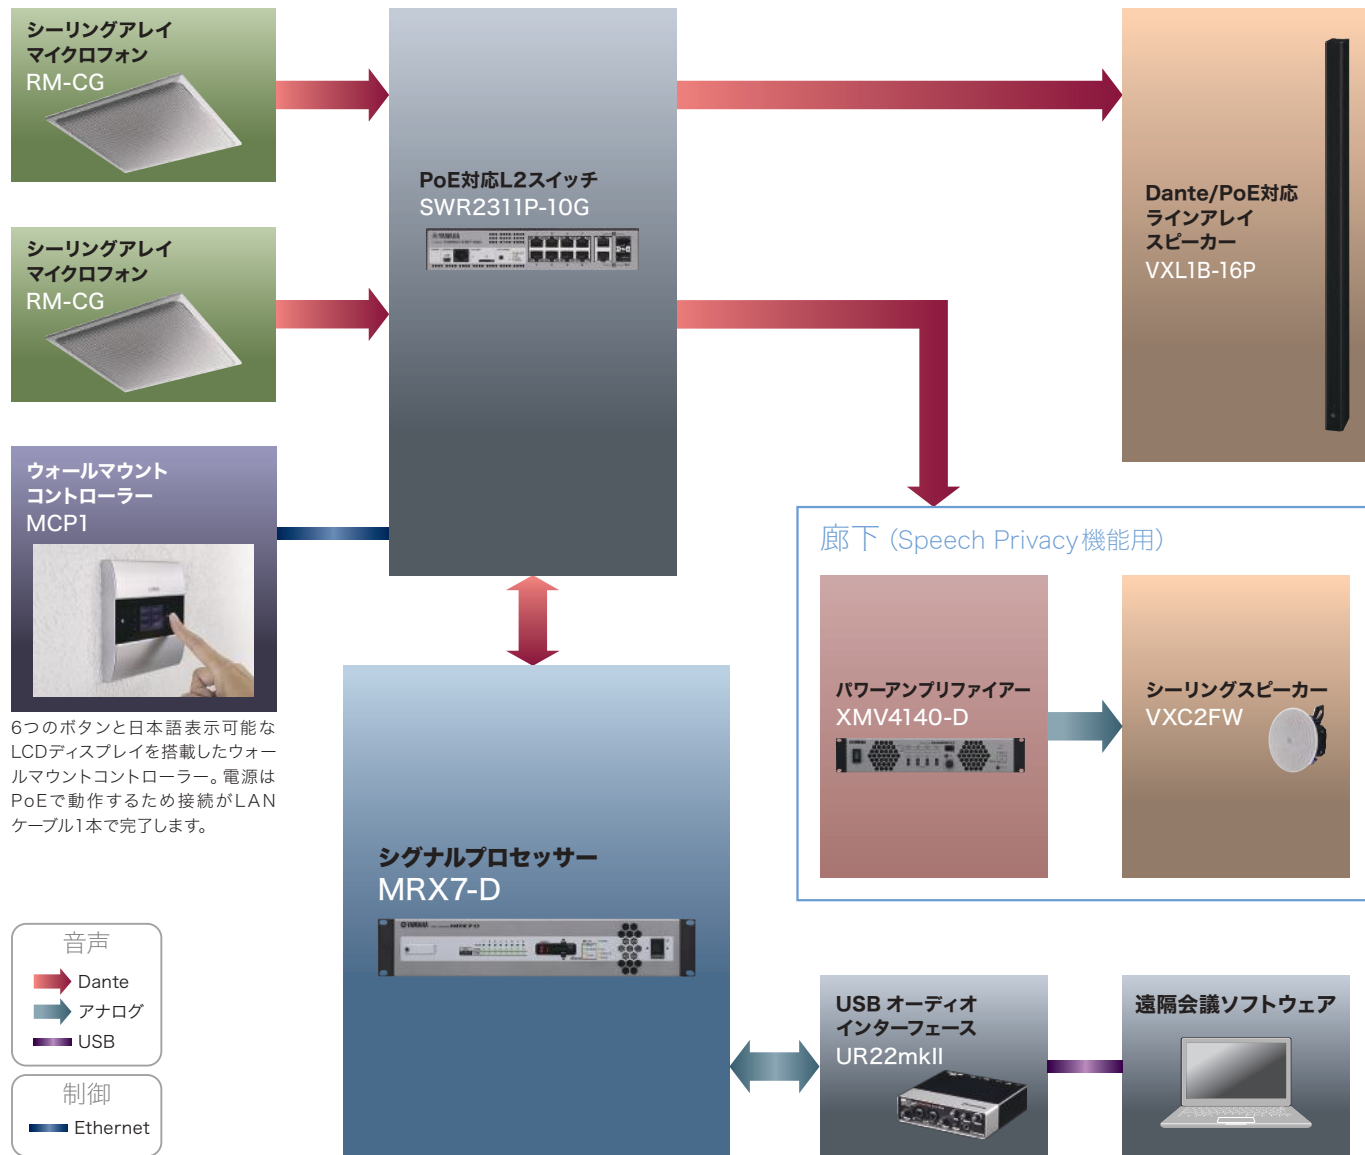 シーリングアレイ
マイクロフォン
RM-CG
シーリングアレイ
マイクロフォン
RM-CG
ウォールマウント
コントローラー
MCP1
6つのボタンと日本語表示可能な
LCDディスプレイを搭載したウォー
ルマウントコントローラー。電源は
PoEで動作するため接続がLAN
ケーブル1本で完了します。
音声
Dante
アナログ
USB
制御
Ethernet
PoE対応L2スイッチ
SWR2311P-10G
YAMAHA
シグナルプロセッサー
MRX7-D
YAMAHA
MRX7-D
Dante/PoE対応
ラインアレイ
スピーカー
VXL1B-16P
廊下（Speech Privacy機能用）
パワーアンプリファイアー
XMV4140-D
シーリングスピーカー
VXC2FW
USB オーディオ
インターフェース
UR22mkII
遠隔会議ソフトウェア